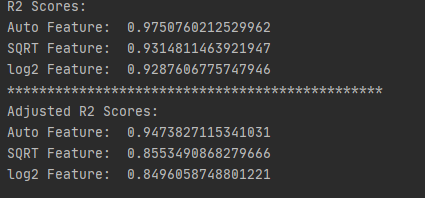 R2 Scores:
Auto Feature:  0.9750760212529962
SQRT Feature:  0.9314811463921947
log2 Feature:  0.9287606775747946
***********************************************
Adjusted R2 Scores:
Auto Feature:  0.9473827115341031
SQRT Feature:  0.8553490868279666
log2 Feature:  0.8496058748801221